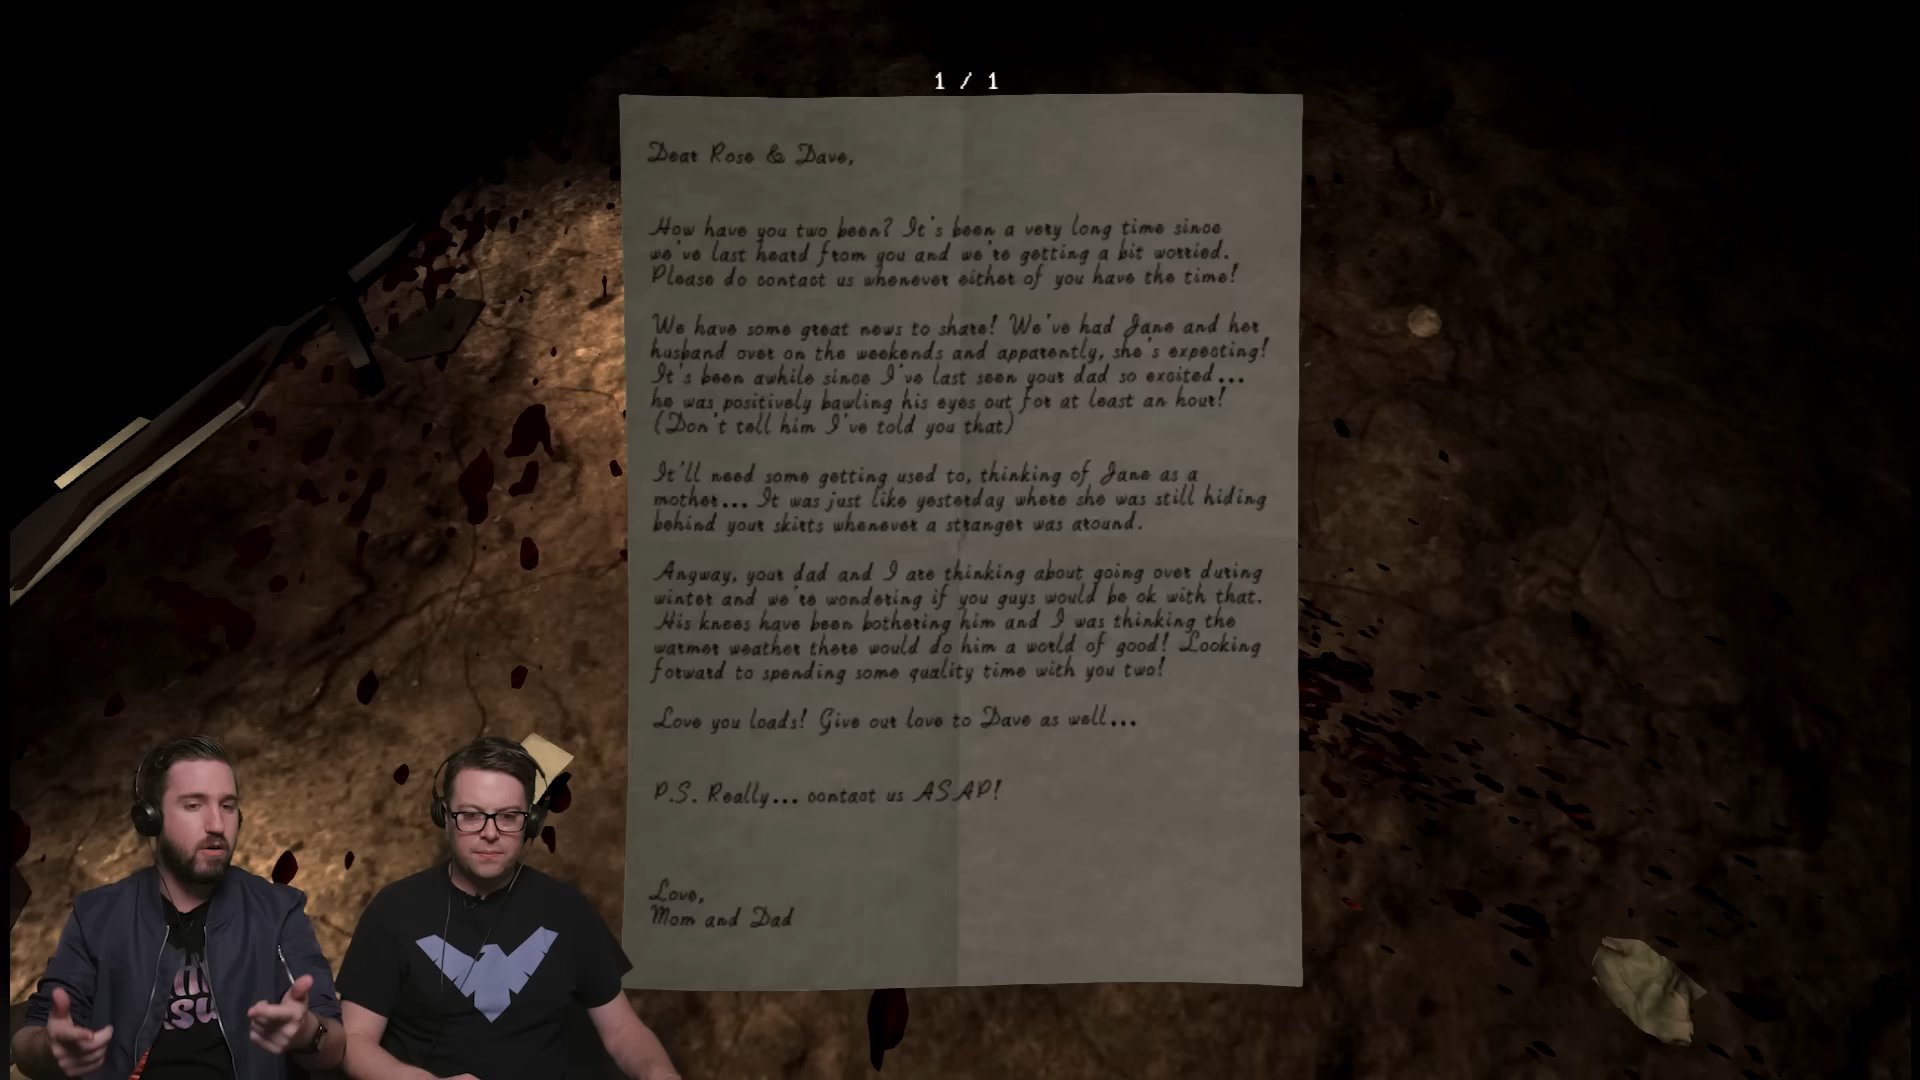 1 / 1
Dear Rose & Dave,
How have you two been? It's been a very long time since
we've last heard from you and we're getting a bit worried.
Please do contact us whenever either of you have the time!
We have some great news to share! We've had Jane and her
husband over on the weekends and apparently, she's expecting!
It's been awhile since I've last seen your dad so excited...
he was positively bawling his eyes out for at least an hour!
(Don't tell him I've told you that)
It'll need some getting used to, thinking of Jane as a
mother... It was just like yesterday where she was still hiding
behind your skirts whenever a stranger was around.
Anyway, your dad and I are thinking about going over during
winter and we're wondering if you guys would be ok with that.
His knees have been bothering him and I was thinking the
warmer weather there would do him a world of good! Looking
forward to spending some quality time with you two!
Love you loads! Give our love to Dave as well...
P.S. Really... contact us ASAP!
Love,
Mom and Dad